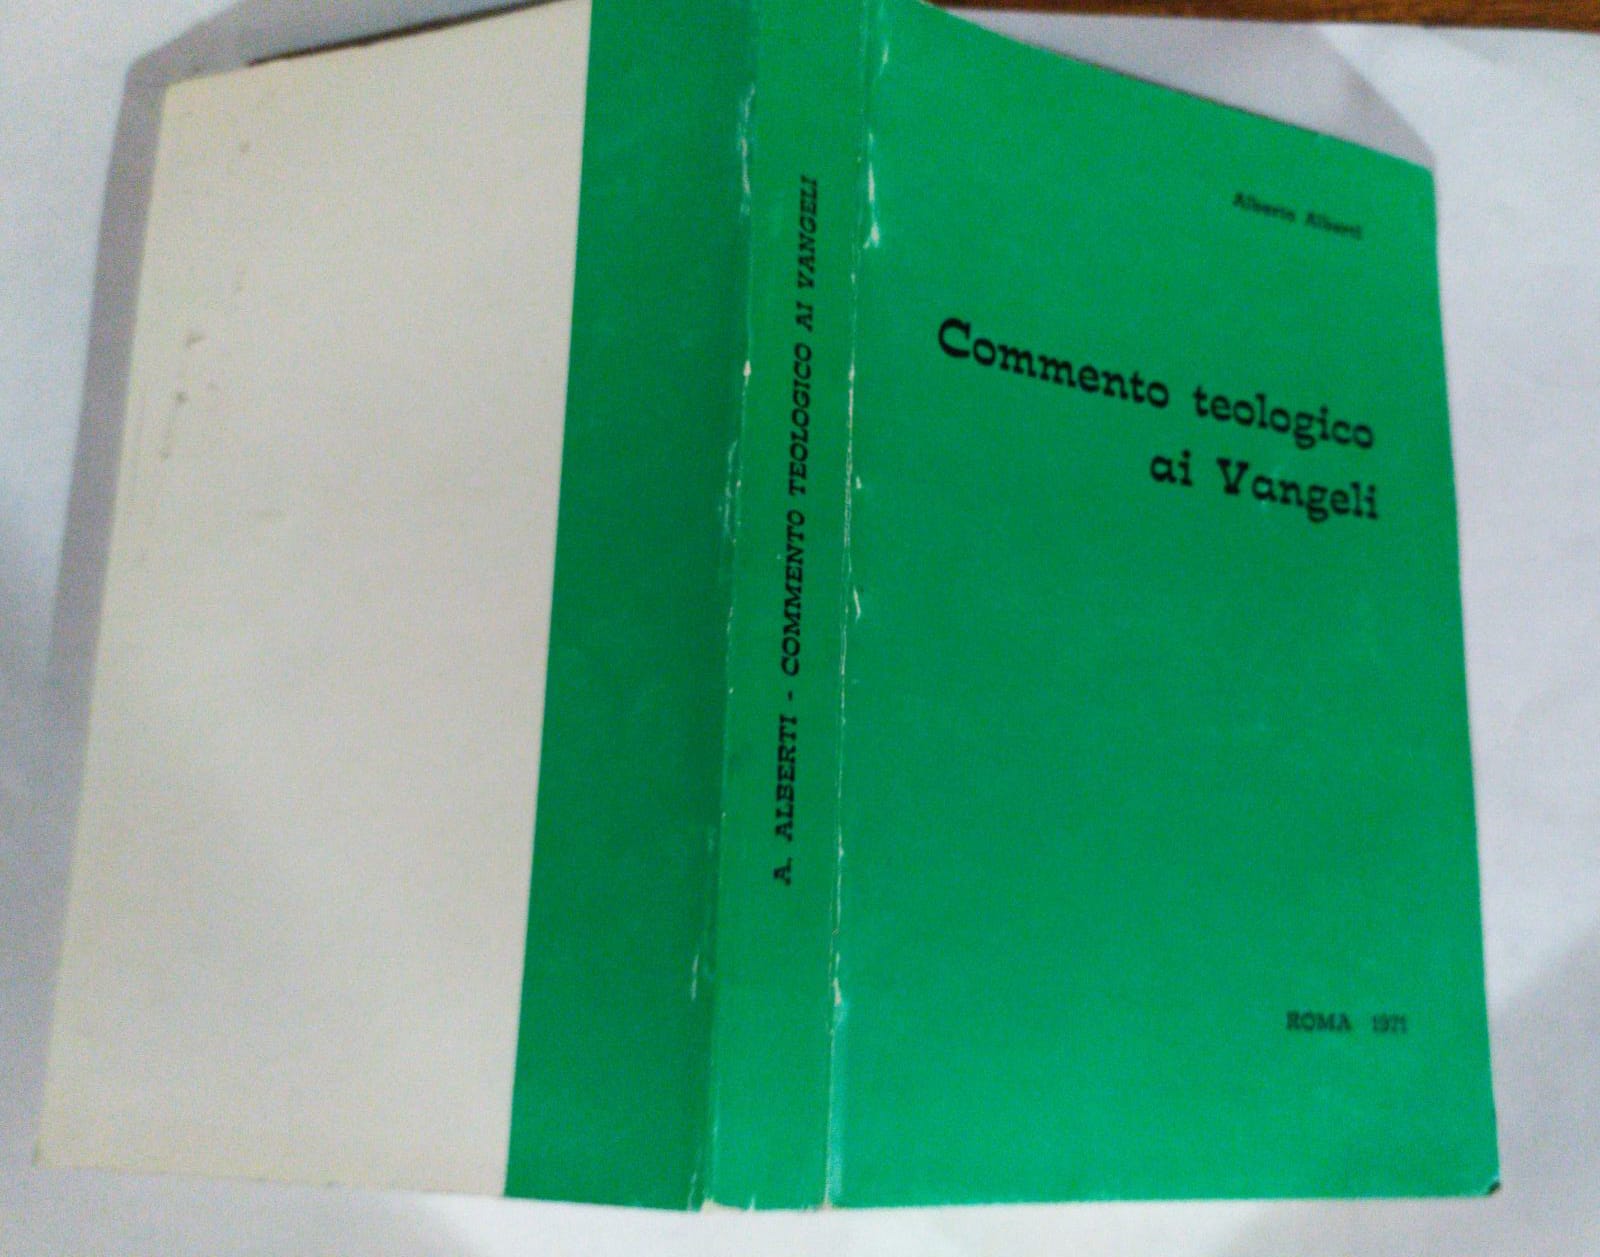 A. ALBERTI - COMMENTO TEOLOGICO AI VANGELI
Alberto Alberti
Commento teologico
ai Vangeli
ROMA 1971